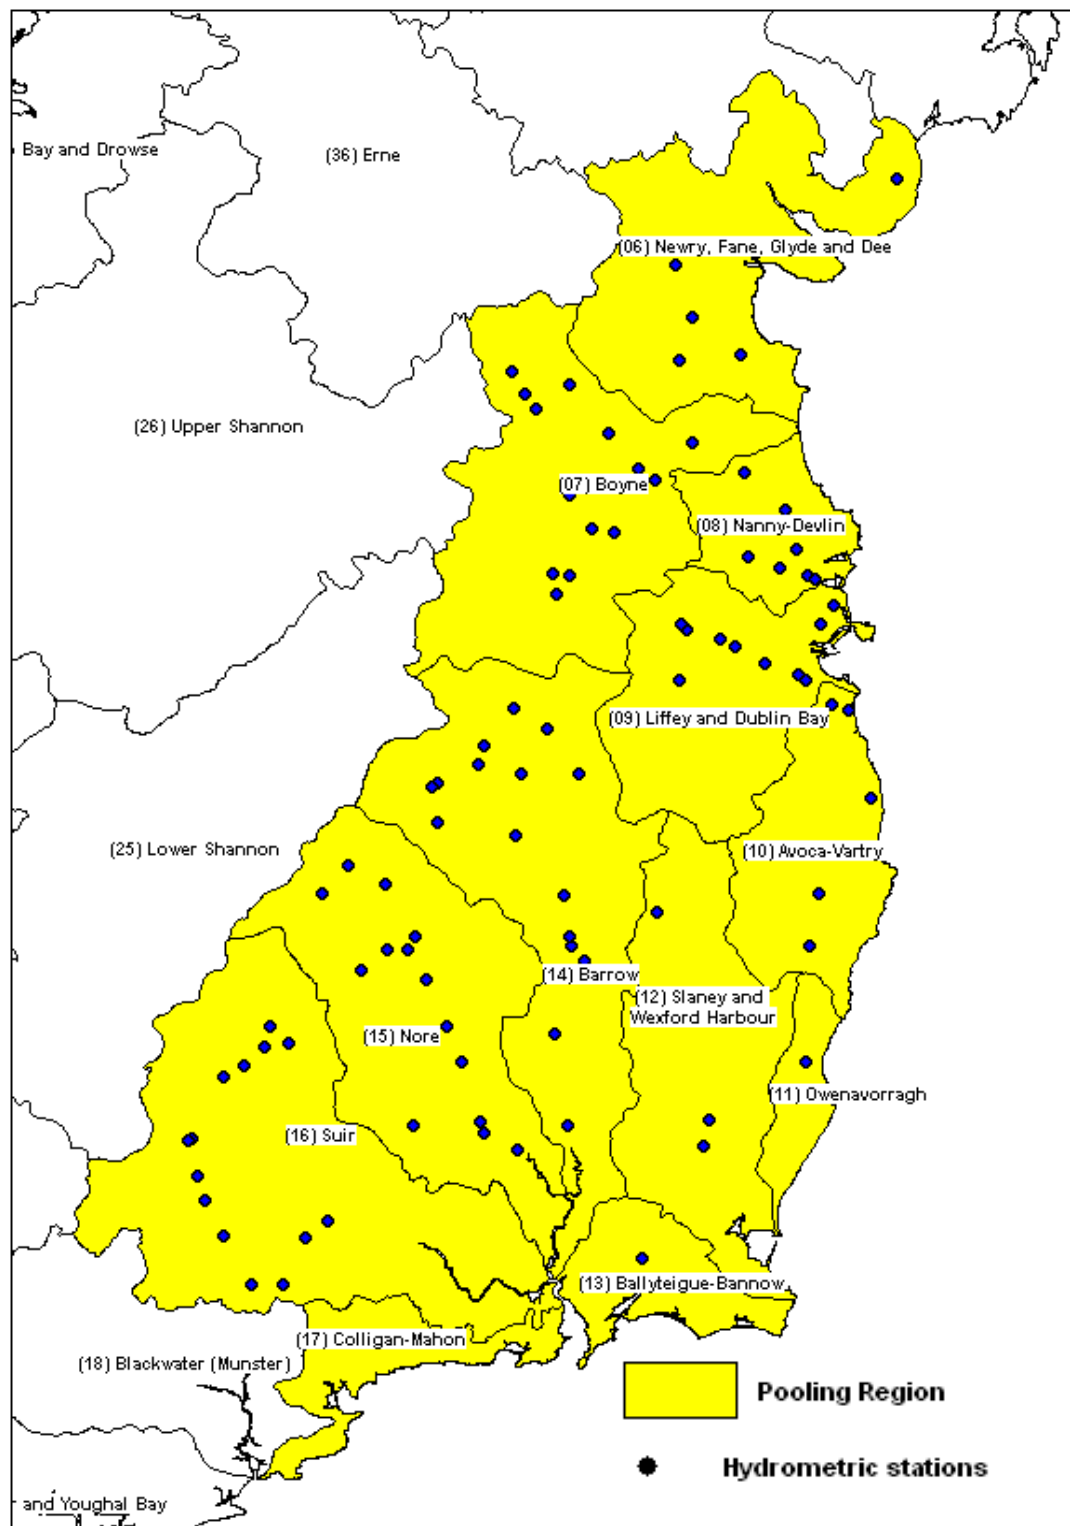 Bay and Drowse
(36) Erne
(06) Newry, Fane, Glyde and Dee
(26) Upper Shannon
(07) Boyne
(08) Nanny-Devlin
(09) Liffey and Dublin Bay
(25) Lower Shannon
(10) Avoca-Vartry
(14) Barrow
(12) Slaney and
Wexford Harbour
(15) Nore
(11) Owenavorragh
(16) Suir
(13) Ballyteigue-Bannow
(17) Colligan-Mahon
(18) Blackwater (Munster)
Pooling Region
Hydrometric stations
and Youghal Bay